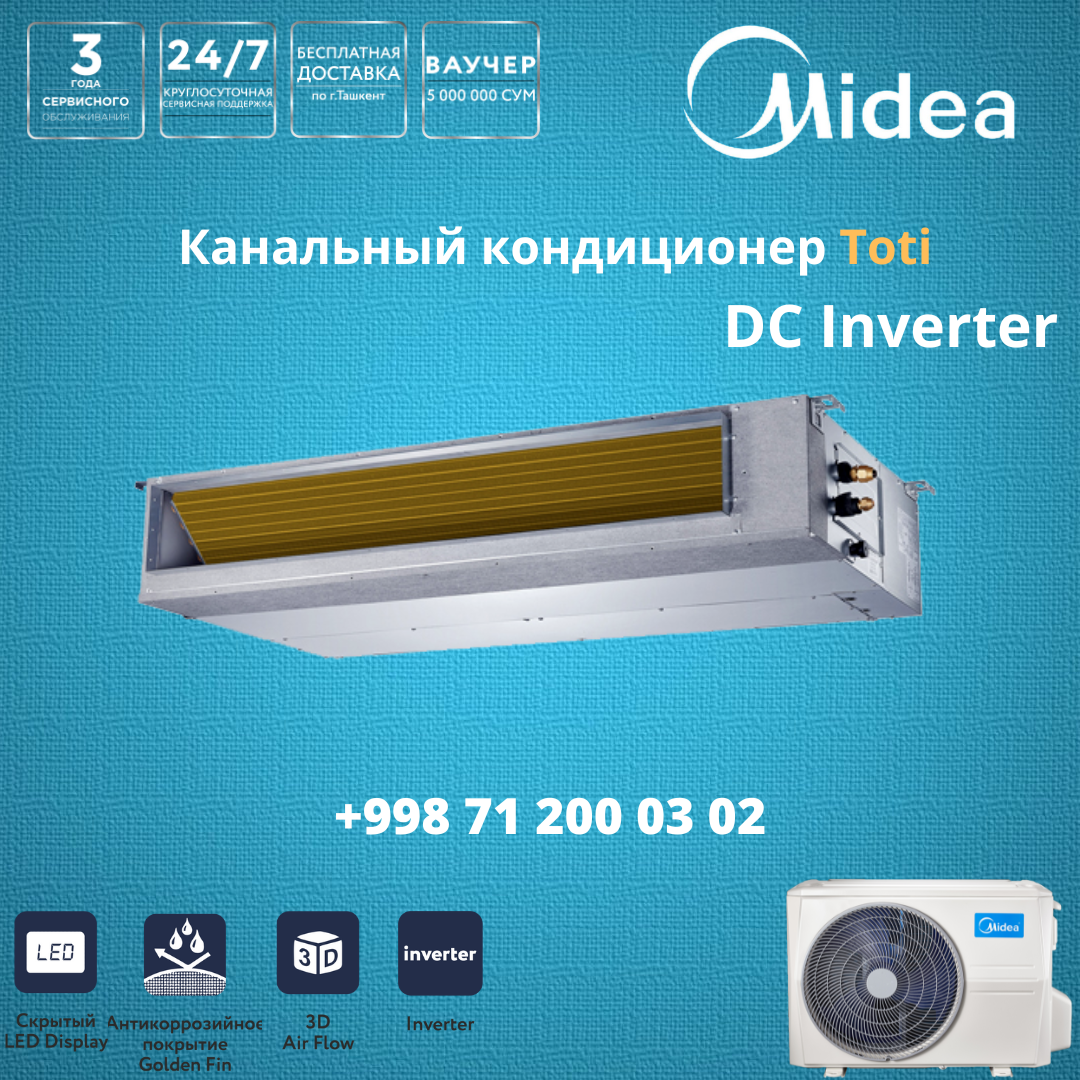 3
ГОДА
СЕРВИСНОГО
ОБСЛУЖИВАНИЯ
24/7
КРУГЛОСУТОЧНАЯ
СЕРВИСНАЯ ПОДДЕРЖКА
БЕСПЛАТНАЯ
ДОСТАВКА
по г.Ташкент
ВАУЧЕР
5 000 000 СУМ
Midea
Канальный кондиционер Toti
DC Inverter
+998 71 200 03 02
LED
Скрытый
LED Display
Антикоррозийное
покрытие
Golden Fin
3D
3D
Air Flow
inverter
Inverter
Midea